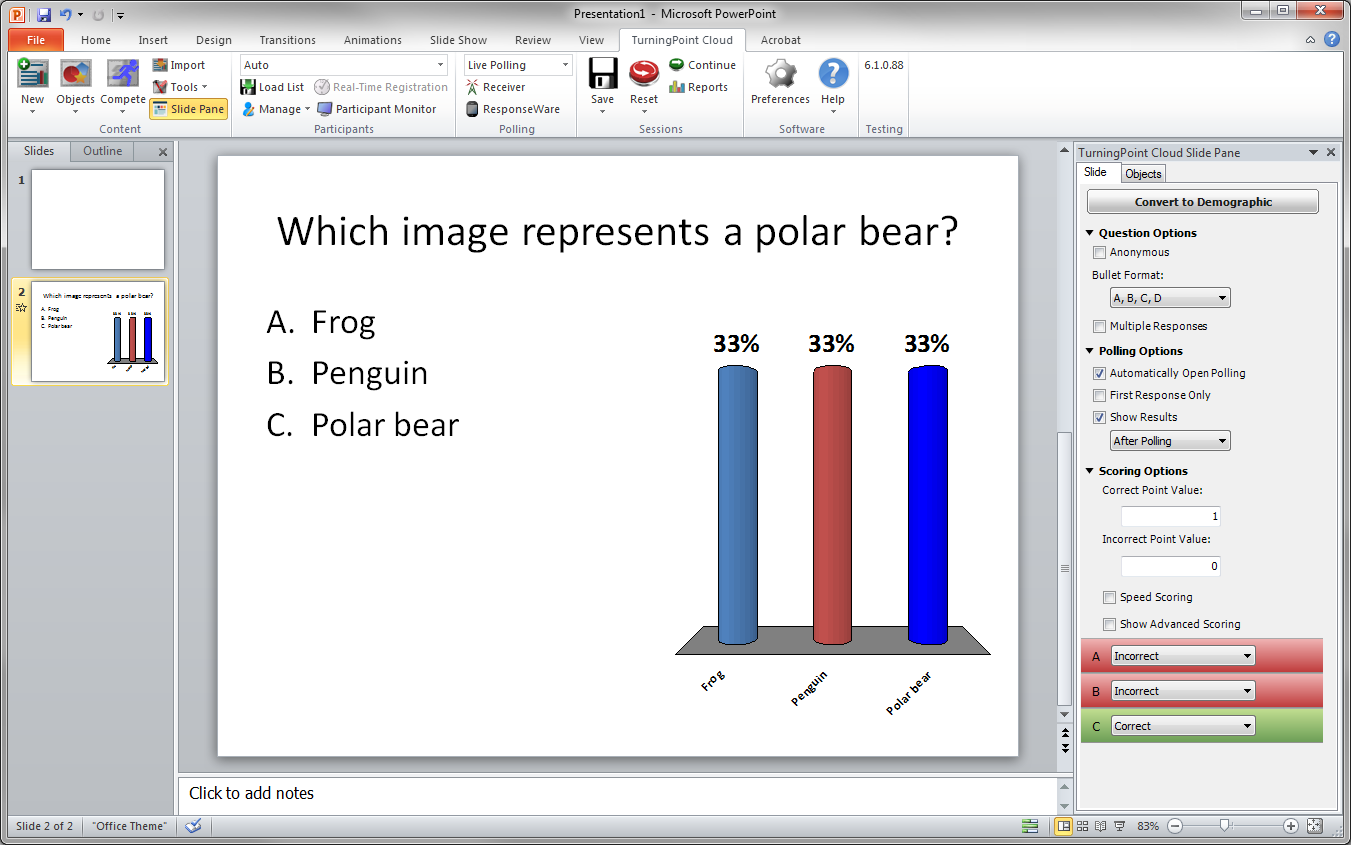 Presentation1 - Microsoft PowerPoint
File Home Insert Design Transitions Animations Slide Show Review View TurningPoint Cloud Acrobat
New
Objects
Compete
Import
Tools
Slide Pane
Content
Auto
Load List Real-Time Registration
Manage Participant Monitor
Participants
Live Polling
Receiver
ResponseWare
Polling
Save
Reset
Continue
Reports
Sessions
Preferences
Help
Software
6.1.0.88
Testing
Slides Outline
1
2
Which image represents a polar bear?
A. Frog
B. Penguin
C. Polar bear
33% 33% 33%
Which image represents a polar bear?
A. Frog
B. Penguin
C. Polar bear
33% 33% 33%
Frog
Penguin
Polar bear
Click to add notes
TurningPoint Cloud Slide Pane
Slide Objects
Convert to Demographic
Question Options
Anonymous
Bullet Format:
A, B, C, D
Multiple Responses
Polling Options
Automatically Open Polling
First Response Only
Show Results
After Polling
Scoring Options
Correct Point Value:
1
Incorrect Point Value:
0
Speed Scoring
Show Advanced Scoring
A Incorrect
B Incorrect
C Correct
Slide 2 of 2 "Office Theme" 83%